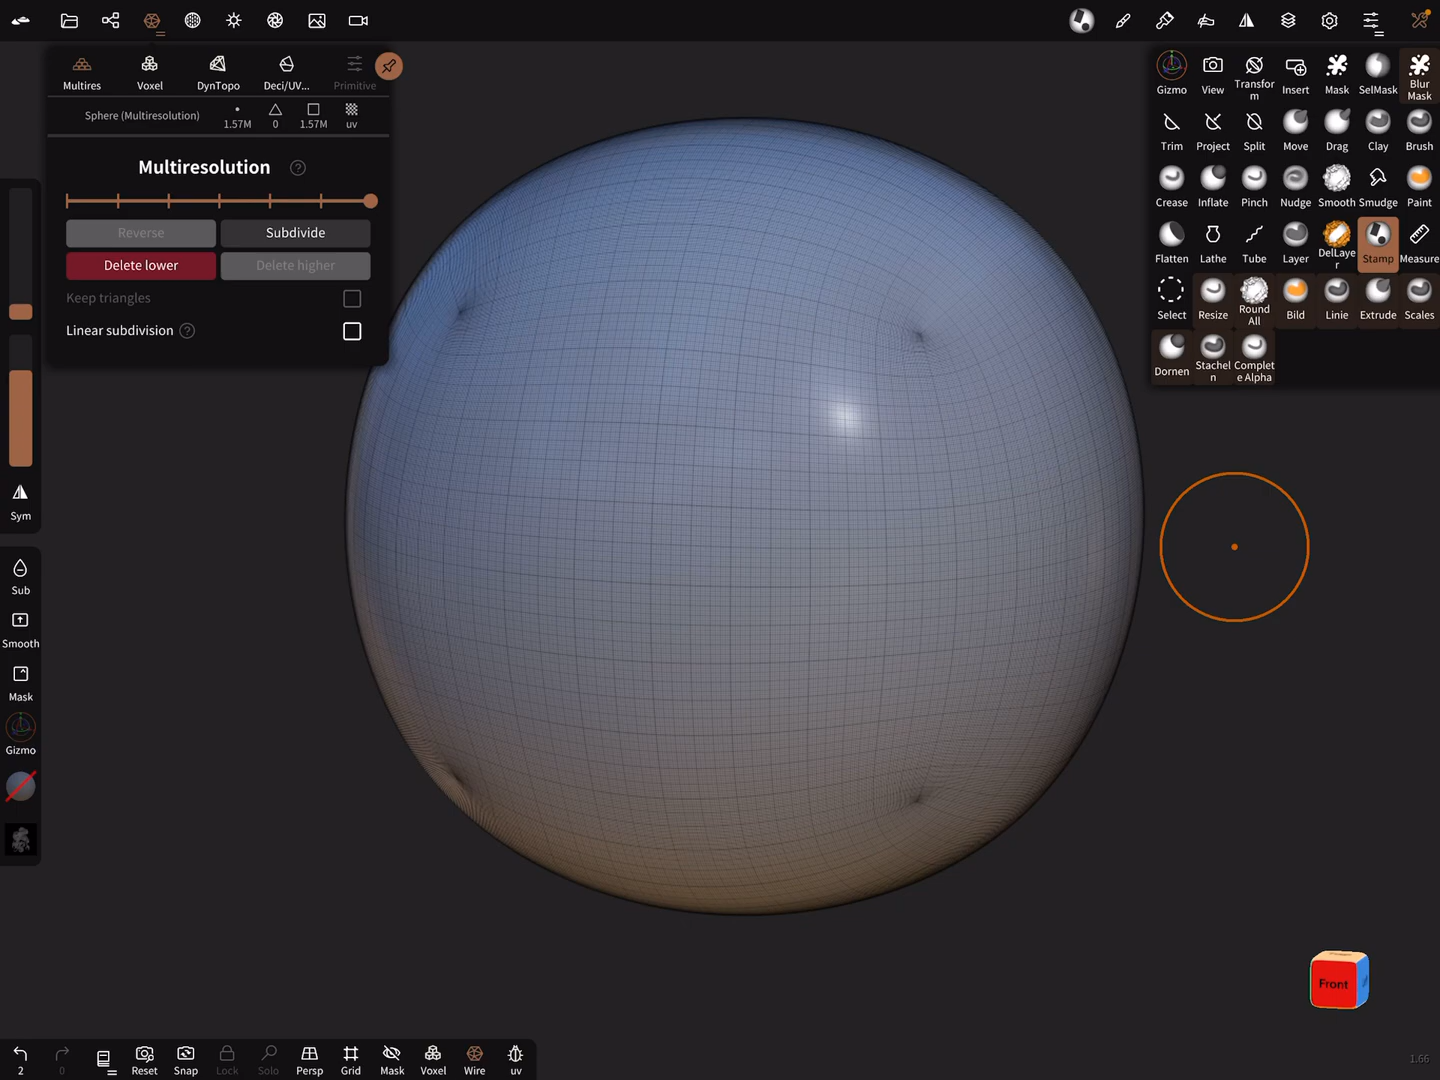 Multires
Voxel
DynTopo
Deci/UV...
Primitive
Sphere (Multiresolution)
1.57M
0
1.57M
uv
Multiresolution
?
Reverse
Subdivide
Delete lower
Delete higher
Keep triangles
Linear subdivision
?
Sym
Sub
Smooth
Mask
Gizmo
Gizmo
View
Transfor
m
Insert
Mask
SelMask
Blur
Mask
Trim
Project
Split
Move
Drag
Clay
Brush
Crease
Inflate
Pinch
Nudge
Smooth
Smudge
Paint
Flatten
Lathe
Tube
Layer
DelLaye
r
Stamp
Measure
Select
Resize
Round
All
Bild
Linie
Extrude
Scales
Dornen
Stachel
n
Complet
e Alpha
Front
2
0
Reset
Snap
Lock
Solo
Persp
Grid
Mask
Voxel
Wire
uv
1.66